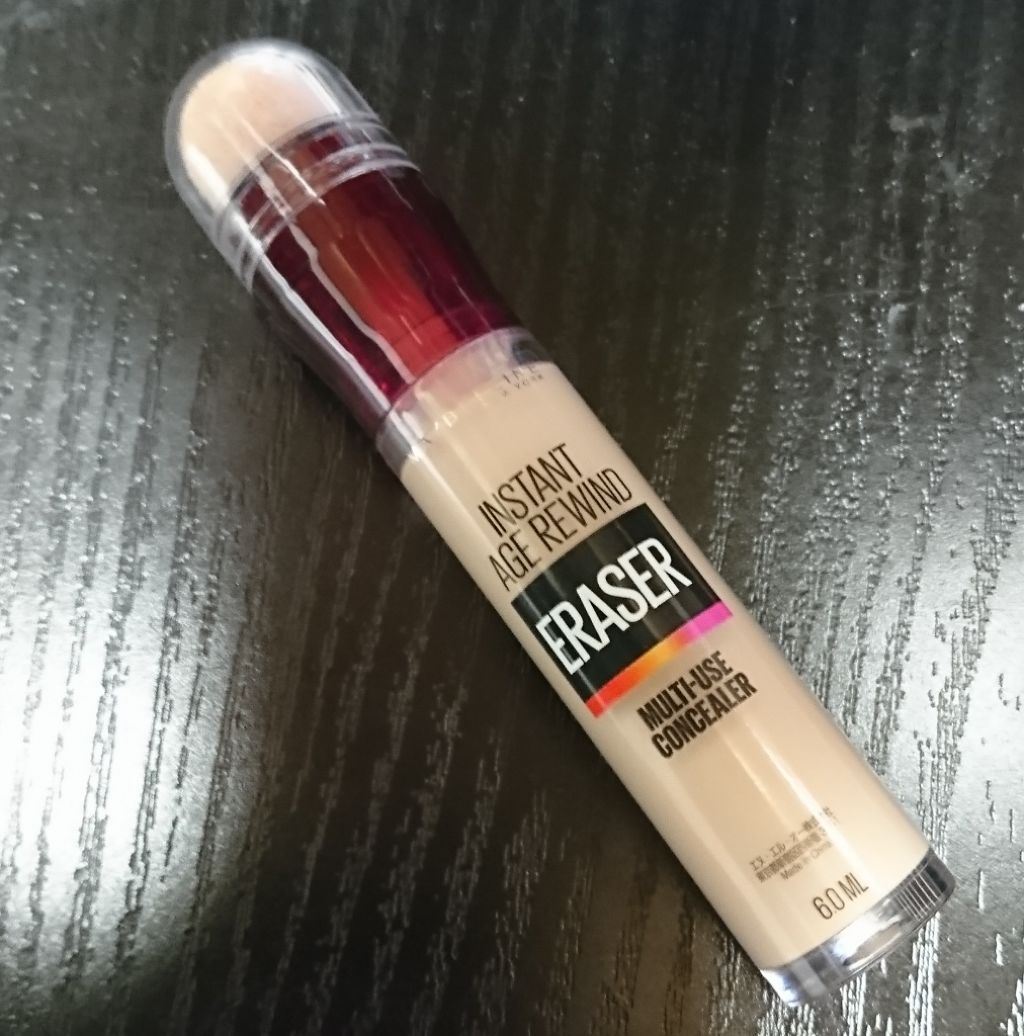 INSTANT
AGE REWIND
ERASER
MULTI-USE
CONCEALER
Made in China
6.0 ML